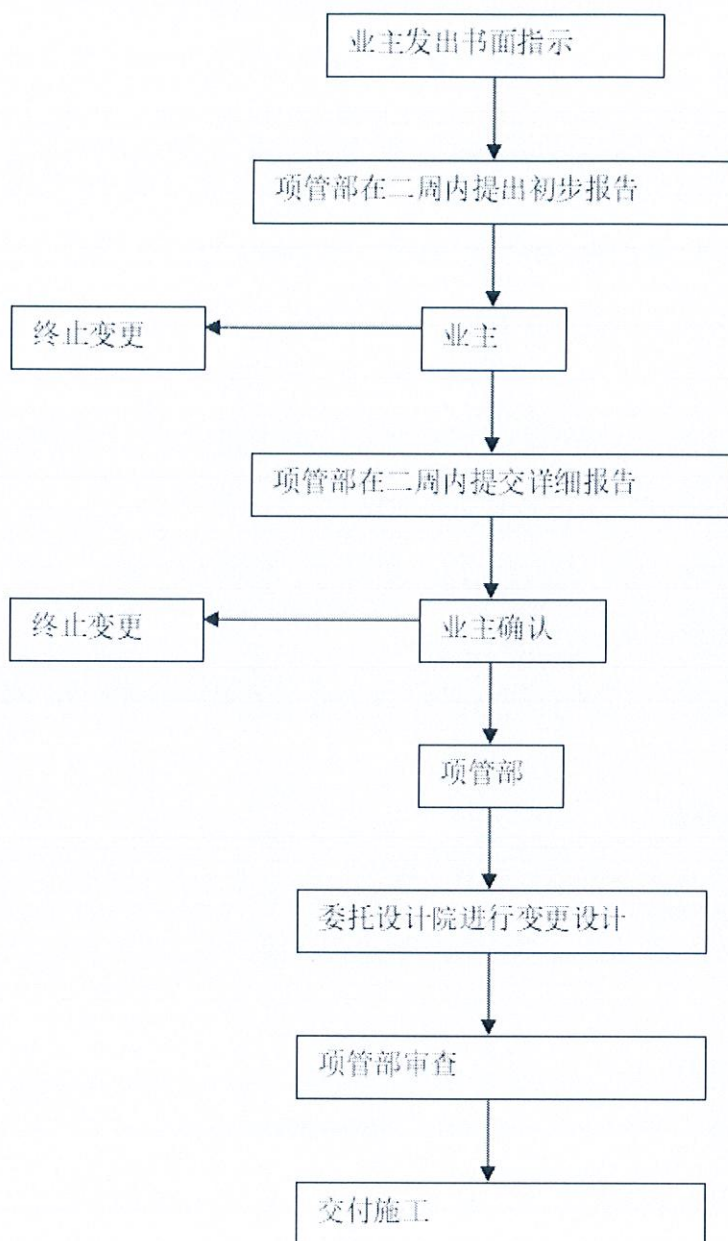 业主发出书面指示
项管部在二周内提出初步报告
终止变更
业主
项管部在二周内提交详细报告
终止变更
业主确认
项管部
委托设计院进行变更设计
项管部审查
交付施工